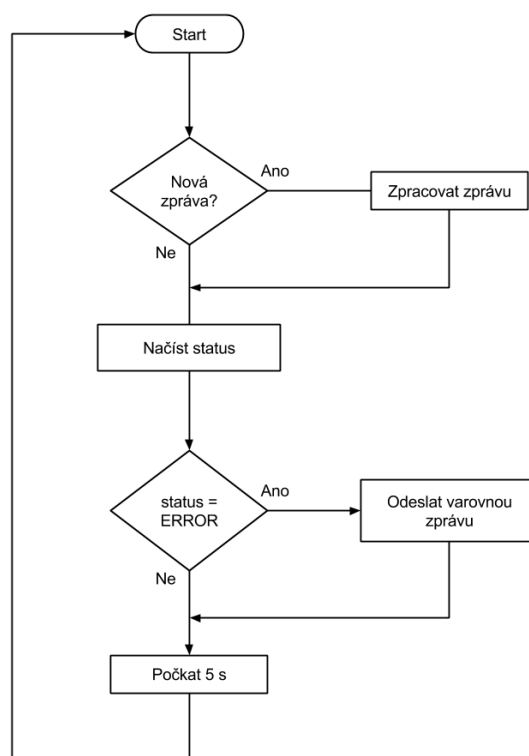 Start
Nová
zpráva?
Ano
Zpracovat zprávu
Ne
Načíst status
status =
ERROR
Ano
Odeslat varovnou
zprávu
Ne
Počkat 5 s